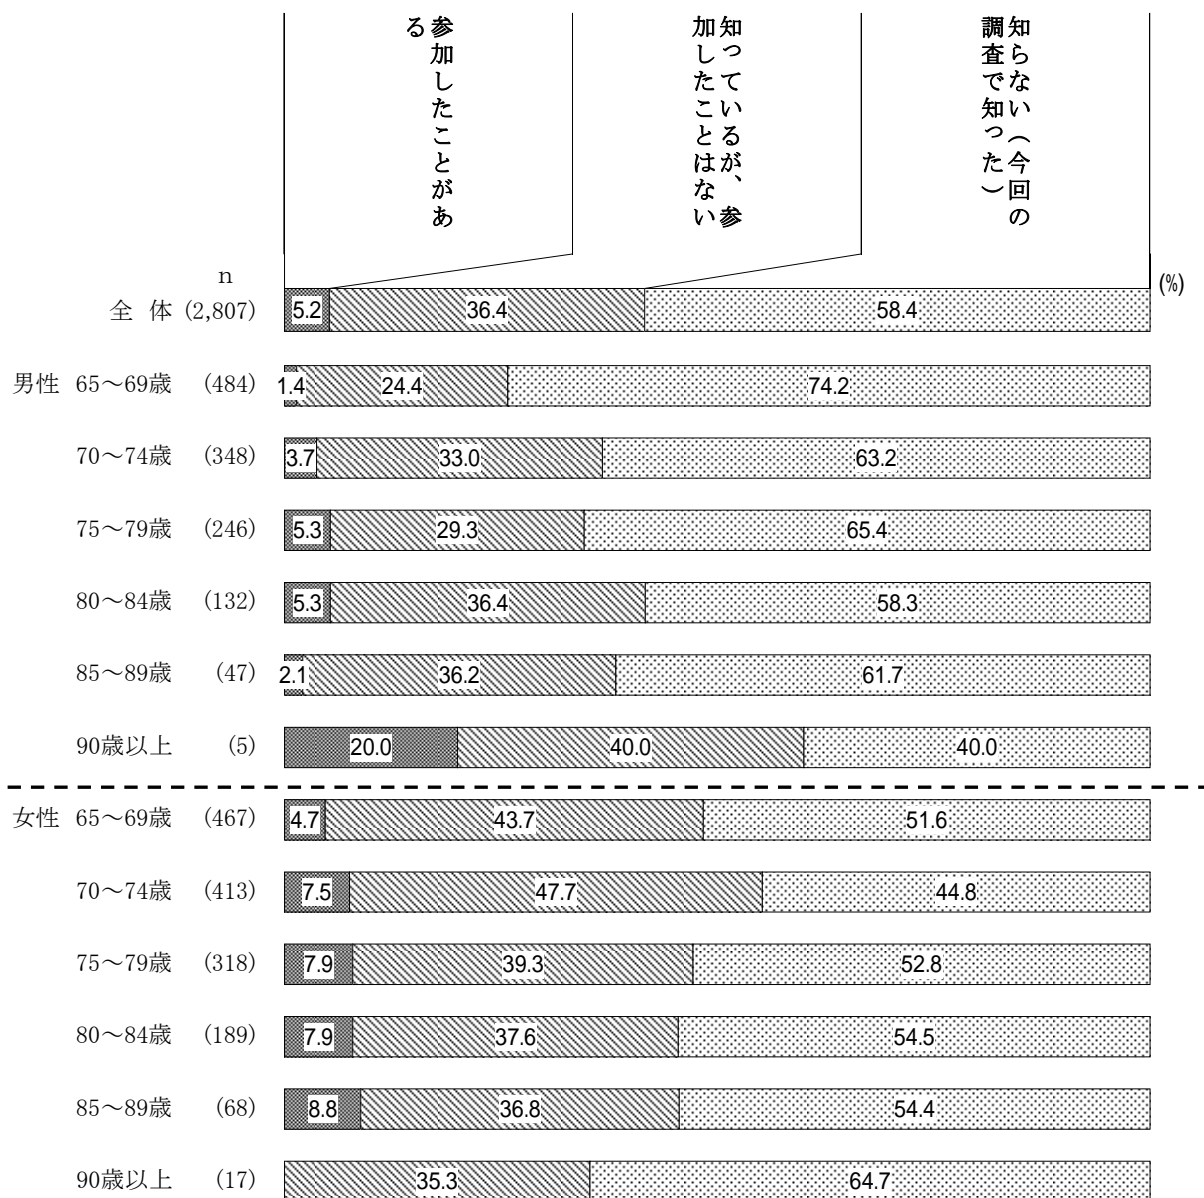 参加したことがあ
る
知っているが、参
加したことはない
知らない（今回の
調査で知った）
n
(%)
全 体 (2,807) 5.2 36.4 58.4
男性 65～69歳 (484) 1.4 24.4 74.2
70～74歳 (348) 3.7 33.0 63.2
75～79歳 (246) 5.3 29.3 65.4
80～84歳 (132) 5.3 36.4 58.3
85～89歳 (47) 2.1 36.2 61.7
90歳以上 (5) 20.0 40.0 40.0
女性 65～69歳 (467) 4.7 43.7 51.6
70～74歳 (413) 7.5 47.7 44.8
75～79歳 (318) 7.9 39.3 52.8
80～84歳 (189) 7.9 37.6 54.5
85～89歳 (68) 8.8 36.8 54.4
90歳以上 (17) 35.3 64.7